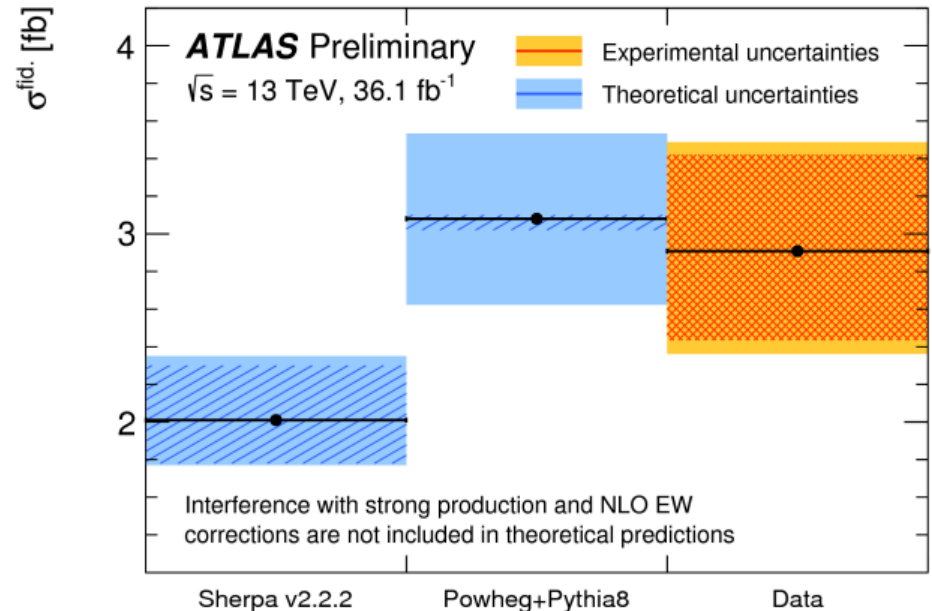 σ^fid. [fb]
4
3
2
ATLAS Preliminary
√s = 13 TeV, 36.1 fb⁻¹
Experimental uncertainties
Theoretical uncertainties
Interference with strong production and NLO EW
corrections are not included in theoretical predictions
Sherpa v2.2.2
Powheg+Pythia8
Data